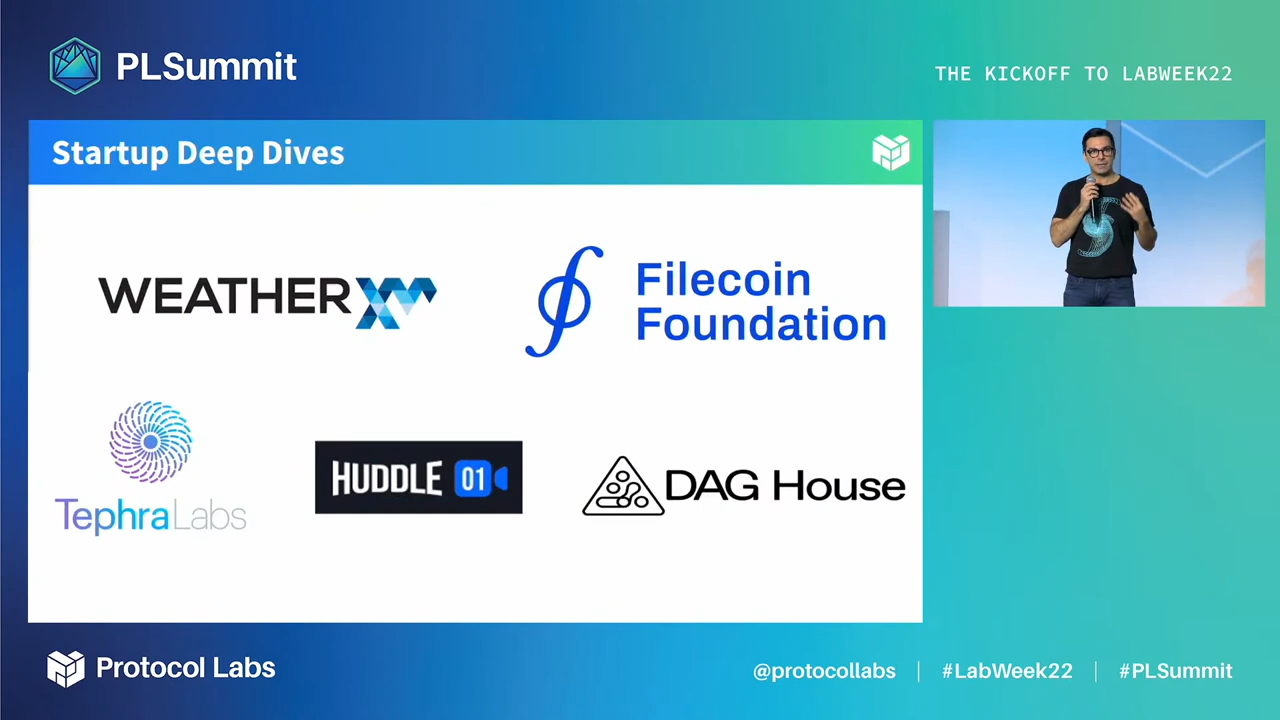 PLSummit
THE KICKOFF TO LABWEEK22
Startup Deep Dives
WEATHERXM
Filecoin
Foundation
TephraLabs
HUDDLE 01
DAG House
Protocol Labs
@protocollabs | #LabWeek22 | #PLSummit